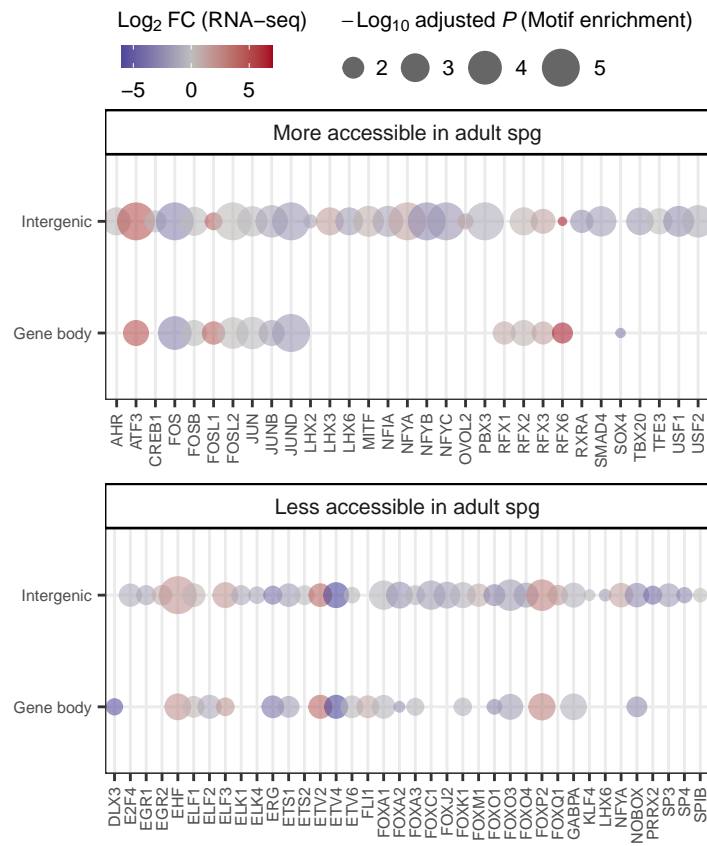 Log2 FC (RNA−seq)
−5 0 5
−Log10 adjusted P (Motif enrichment)
2 3 4 5
More accessible in adult spg
Intergenic
Gene body
AHR ATF3 CREB1 FOS FOSB FOSL1 FOSL2 JUN JUNB JUND LHX2 LHX3 LHX6 MITF NFIA NFYA NFYB NFYC OVOL2 PBX3 RFX1 RFX2 RFX3 RFX6 RXRA SMAD4 SOX4 TBX20 TFE3 USF1 USF2
Less accessible in adult spg
Intergenic
Gene body
DLX3 E2F4 EGR1 EGR2 EHF ELF1 ELF2 ELF3 ELK1 ELK4 ERG ETS1 ETS2 ETV2 ETV4 ETV6 FLI1 FOXA1 FOXA2 FOXA3 FOXC1 FOXJ2 FOXK1 FOXM1 FOXO1 FOXO3 FOXO4 FOXP2 FOXQ1 GABPA KLF4 LHX6 NFYA NOBOX PRRX2 SP3 SP4 SPIB